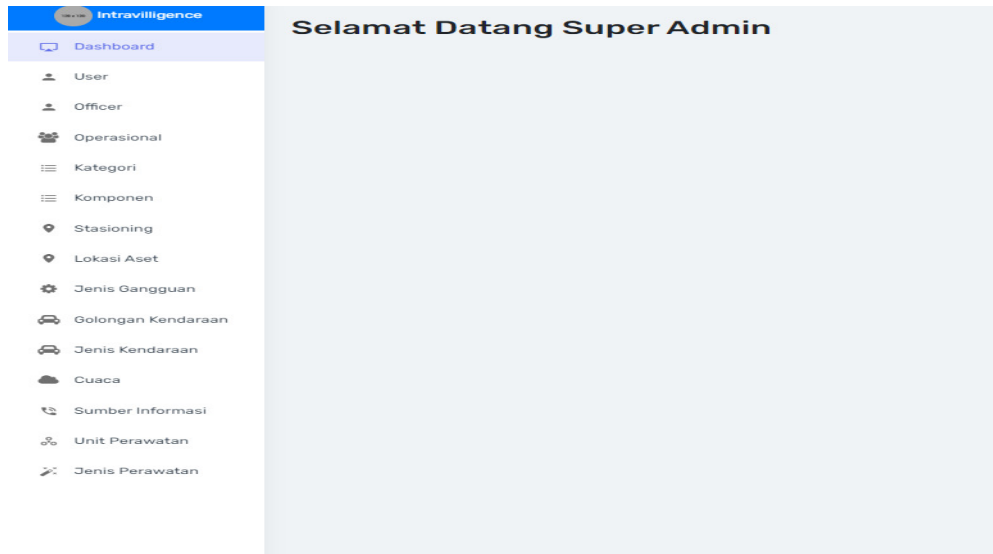 Intravilligence
Selamat Datang Super Admin
Dashboard
User
Officer
Operasional
Kategori
Komponen
Stasioning
Lokasi Aset
Jenis Gangguan
Golongan Kendaraan
Jenis Kendaraan
Cuaca
Sumber Informasi
Unit Perawatan
Jenis Perawatan